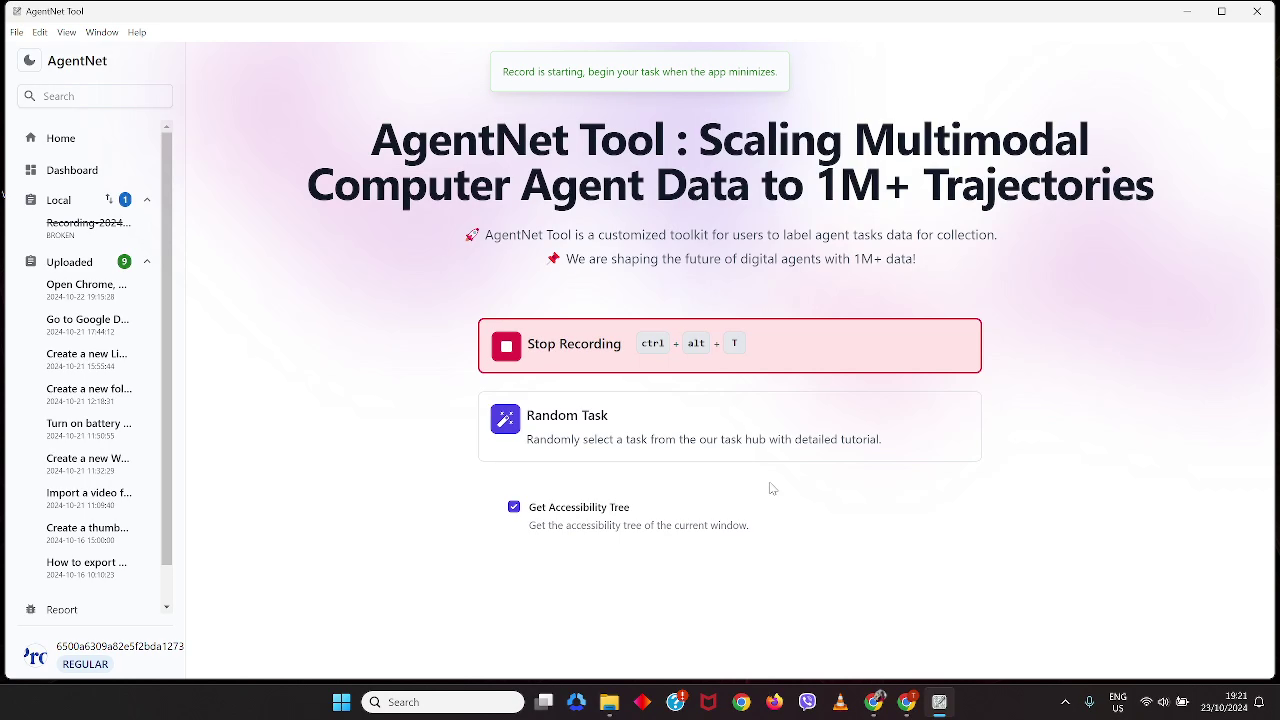 AgentNet Tool
File Edit View Window Help
AgentNet
Search
Home
Dashboard
Local 1
Recording-2024...
BROKEN
Uploaded 9
Open Chrome, ...
2024-10-22 19:15:28
Go to Google D...
2024-10-21 17:44:12
Create a new Li...
2024-10-21 15:55:44
Create a new fol...
2024-10-21 12:18:31
Turn on battery ...
2024-10-21 11:50:55
Create a new W...
2024-10-21 11:32:29
Import a video f...
2024-10-21 11:09:40
Create a thumb...
2024-10-16 15:00:00
How to export ...
2024-10-16 10:10:23
Report
6500a6309a82e5f2bda1273
REGULAR
Record is starting, begin your task when the app minimizes.
AgentNet Tool : Scaling Multimodal
Computer Agent Data to 1M+ Trajectories
🚀 AgentNet Tool is a customized toolkit for users to label agent tasks data for collection.
📌 We are shaping the future of digital agents with 1M+ data!
Stop Recording ctrl + alt + T
Random Task
Randomly select a task from the our task hub with detailed tutorial.
Get Accessibility Tree
Get the accessibility tree of the current window.
Search
ENG
US
19:21
23/10/2024